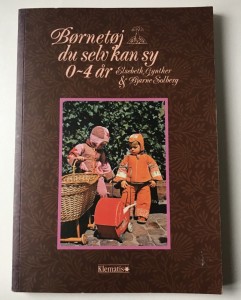 Børnetøj
du selv kan sy
0~4 år Elsebeth Gynther
& Bjarne Solberg
Klematis